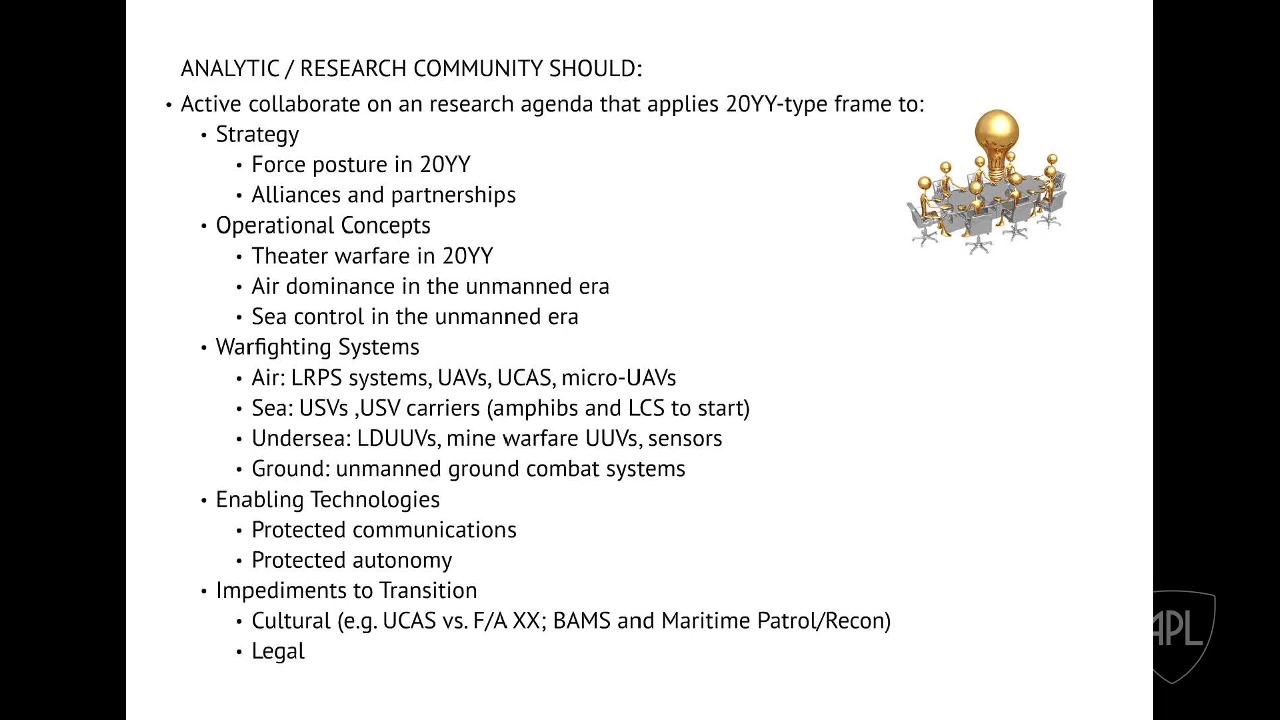 ANALYTIC / RESEARCH COMMUNITY SHOULD:
• Active collaborate on an research agenda that applies 20YY-type frame to:
• Strategy
• Force posture in 20YY
• Alliances and partnerships
• Operational Concepts
• Theater warfare in 20YY
• Air dominance in the unmanned era
• Sea control in the unmanned era
• Warfighting Systems
• Air: LRPS systems, UAVs, UCAS, micro-UAVs
• Sea: USVs ,USV carriers (amphibs and LCS to start)
• Undersea: LDUUVs, mine warfare UUVs, sensors
• Ground: unmanned ground combat systems
• Enabling Technologies
• Protected communications
• Protected autonomy
• Impediments to Transition
• Cultural (e.g. UCAS vs. F/A XX; BAMS and Maritime Patrol/Recon)
• Legal
APL